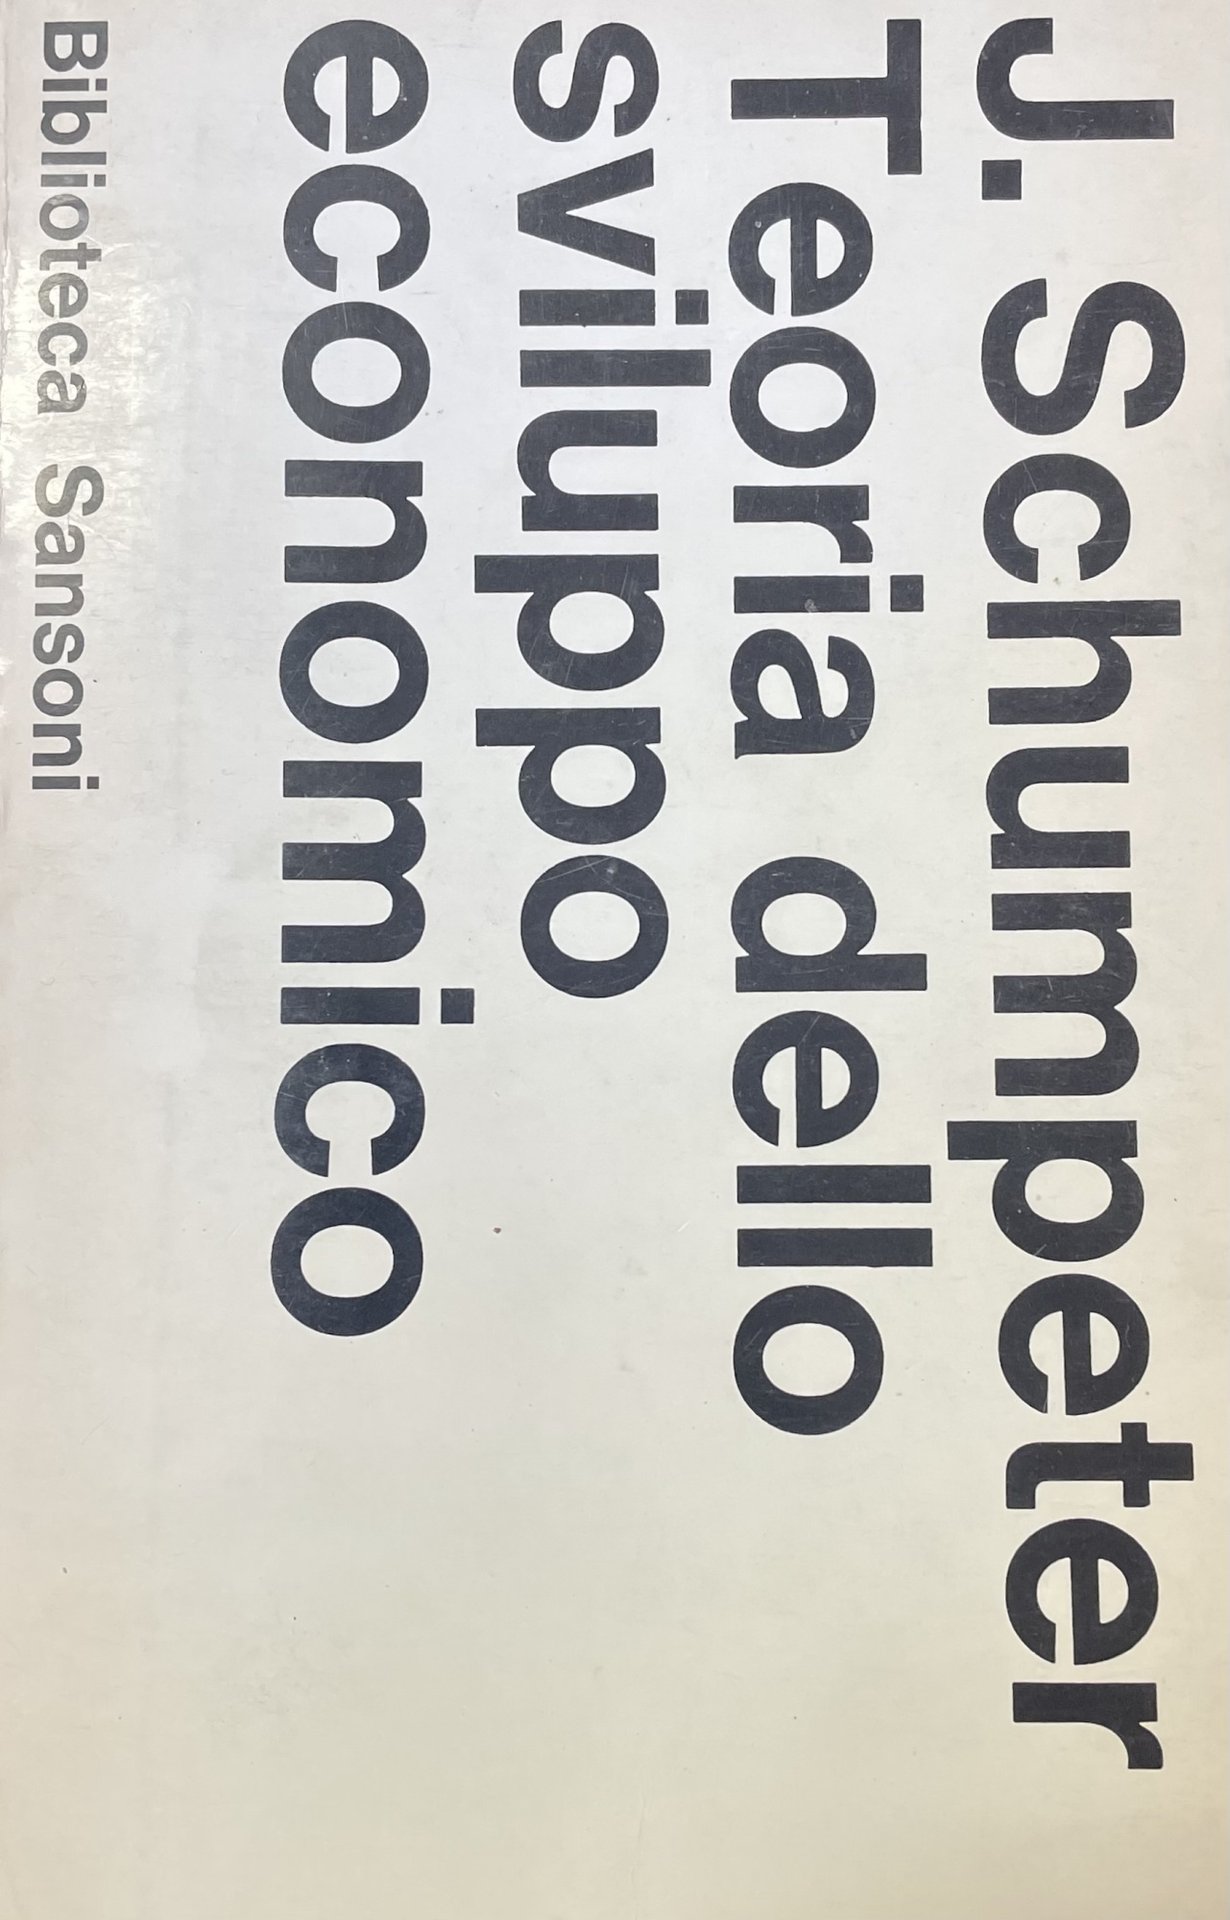 J. Schumpeter
Teoria dello
sviluppo
economico
Biblioteca Sansoni